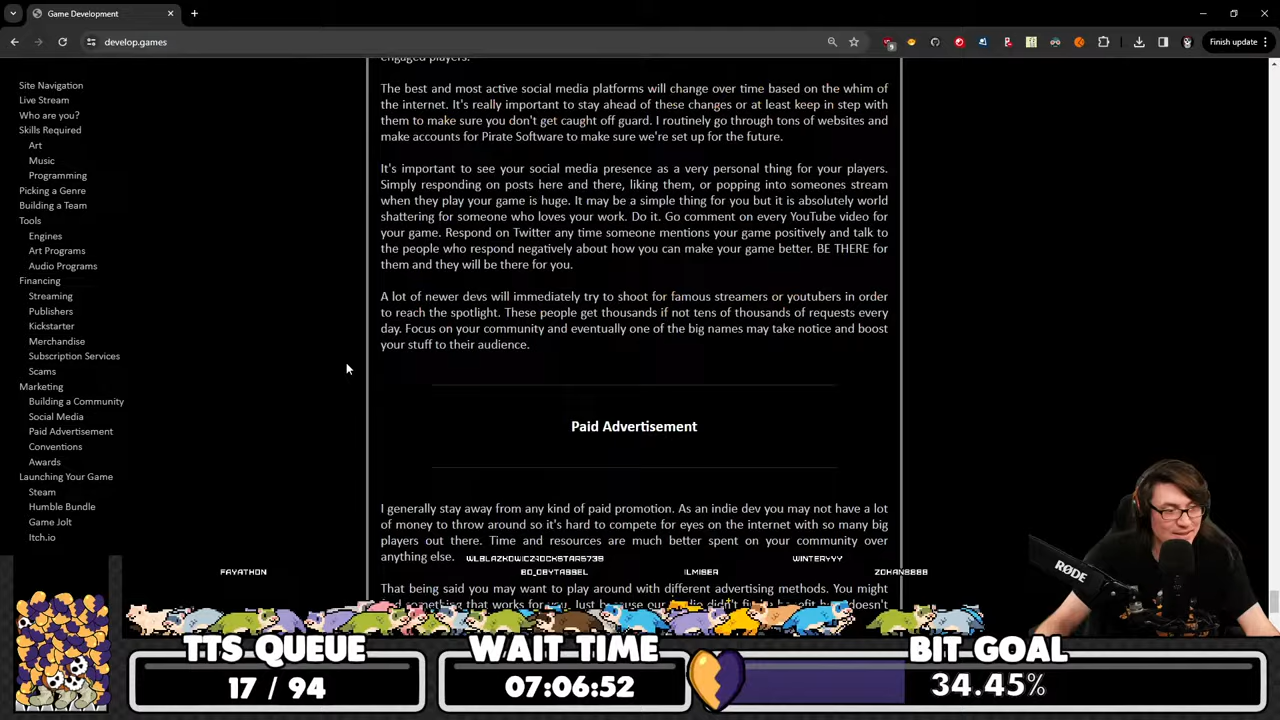 Game Development
develop.games
9
Finish update
Site Navigation
Live Stream
Who are you?
Skills Required
Art
Music
Programming
Picking a Genre
Building a Team
Tools
Engines
Art Programs
Audio Programs
Financing
Streaming
Publishers
Kickstarter
Merchandise
Subscription Services
Scams
Marketing
Building a Community
Social Media
Paid Advertisement
Conventions
Awards
Launching Your Game
Steam
Humble Bundle
Game Jolt
Itch.io
engaged players.
The best and most active social media platforms will change over time based on the whim of
the internet. It's really important to stay ahead of these changes or at least keep in step with
them to make sure you don't get caught off guard. I routinely go through tons of websites and
make accounts for Pirate Software to make sure we're set up for the future.
It's important to see your social media presence as a very personal thing for your players.
Simply responding on posts here and there, liking them, or popping into someones stream
when they play your game is huge. It may be a simple thing for you but it is absolutely world
shattering for someone who loves your work. Do it. Go comment on every YouTube video for
your game. Respond on Twitter any time someone mentions your game positively and talk to
the people who respond negatively about how you can make your game better. BE THERE for
them and they will be there for you.
A lot of newer devs will immediately try to shoot for famous streamers or youtubers in order
to reach the spotlight. These people get thousands if not tens of thousands of requests every
day. Focus on your community and eventually one of the big names may take notice and boost
your stuff to their audience.
Paid Advertisement
I generally stay away from any kind of paid promotion. As an indie dev you may not have a lot
of money to throw around so it's hard to compete for eyes on the internet with so many big
players out there. Time and resources are much better spent on your community over
anything else.
That being said you may want to play around with different advertising methods. You might
something that works for you. Just
FAYATHON
WINTERYYY
ILMIBER
ZOHAN8888
RØDE
TTS QUEUE
17 / 94
WAIT TIME
07:06:52
BIT GOAL
34.45%